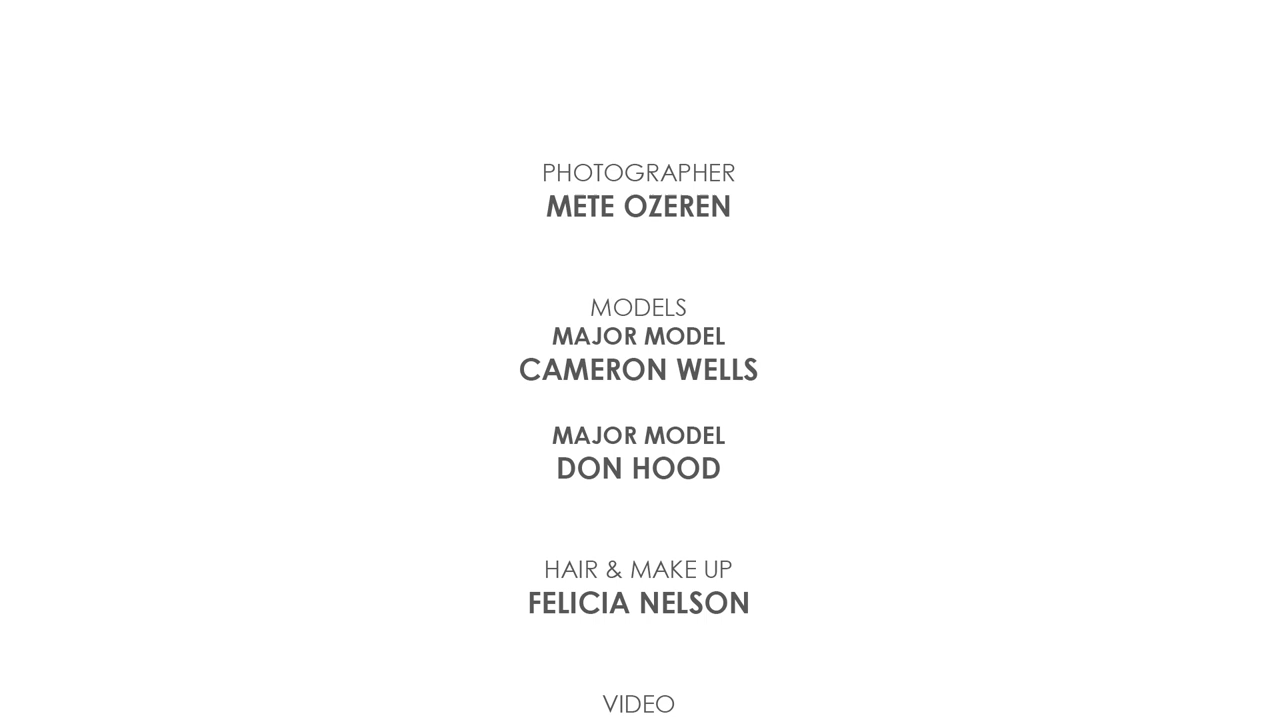 PHOTOGRAPHER
METE OZEREN
MODELS
MAJOR MODEL
CAMERON WELLS
MAJOR MODEL
DON HOOD
HAIR & MAKE UP
FELICIA NELSON
VIDEO